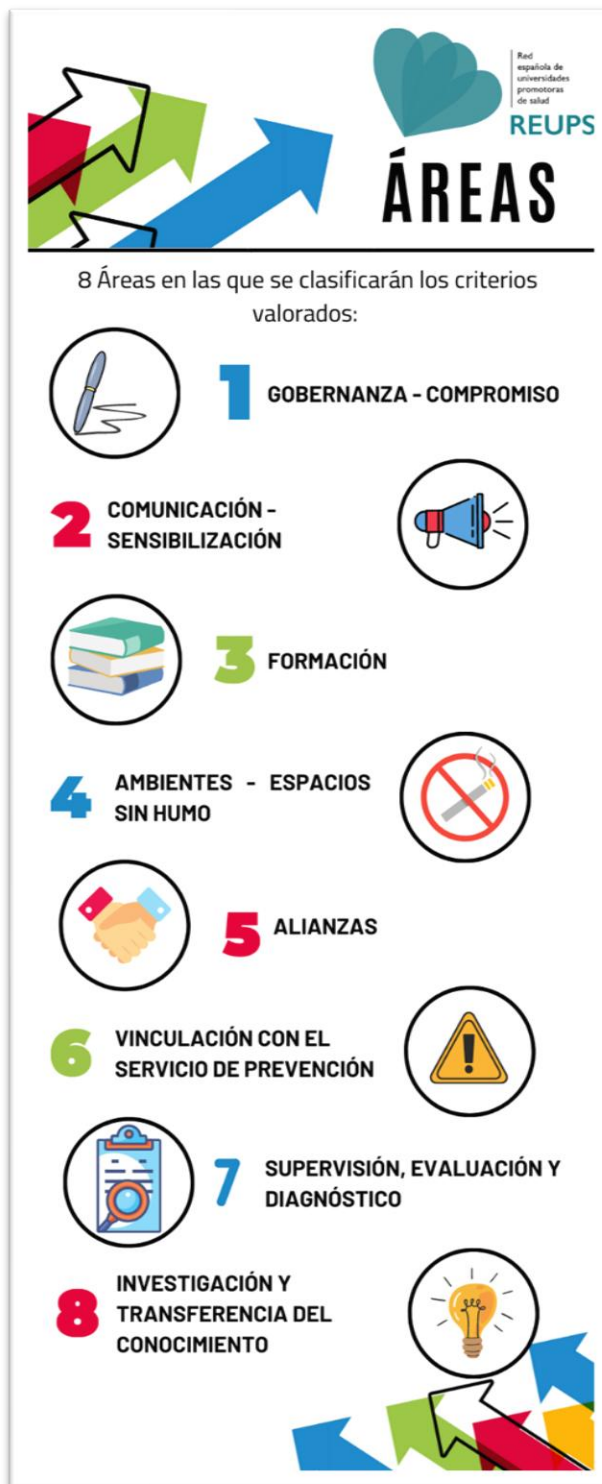 Red
española de
universidades
promotoras
de salud
REUPS
ÁREAS
8 Áreas en las que se clasificarán los criterios
valorados:
1 GOBERNANZA - COMPROMISO
2 COMUNICACIÓN -
SENSIBILIZACIÓN
3 FORMACIÓN
4 AMBIENTES - ESPACIOS
SIN HUMO
5 ALIANZAS
6 VINCULACIÓN CON EL
SERVICIO DE PREVENCIÓN
7 SUPERVISIÓN, EVALUACIÓN Y
DIAGNÓSTICO
8 INVESTIGACIÓN Y
TRANSFERENCIA DEL
CONOCIMIENTO